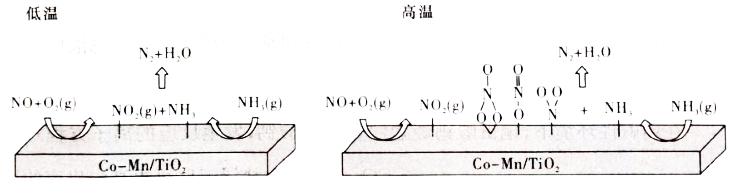 低温
N₂+H₂O
NO+O₂(g)
NO₂(g)+NH₃
NH₃(g)
Co-Mn/TiO₂
高温
N₂+H₂O
NO+O₂(g)
NO₂(g)
O
N
O O
O
N
O
O O
N
+
NH₃
NH₃(g)
Co-Mn/TiO₂